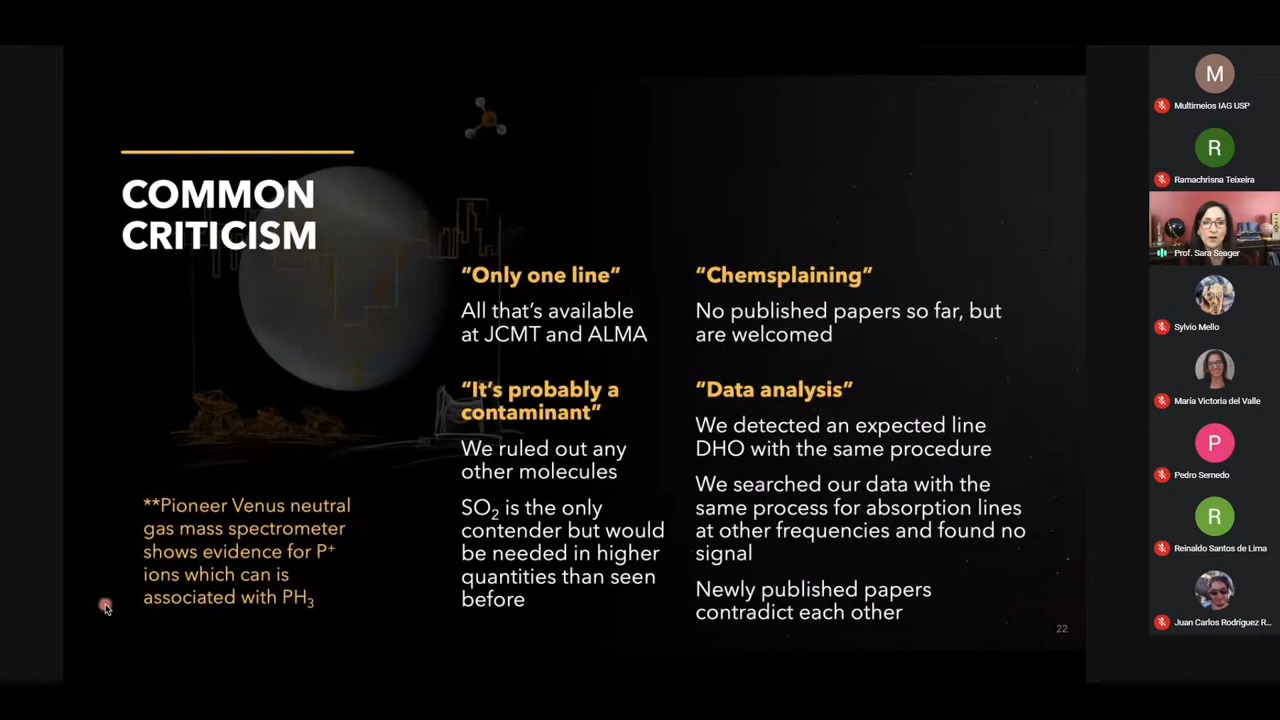 COMMON
CRITICISM
**Pioneer Venus neutral
gas mass spectrometer
shows evidence for P⁺
ions which can is
associated with PH₃
“Only one line”
All that’s available
at JCMT and ALMA
“It’s probably a
contaminant”
We ruled out any
other molecules
SO₂ is the only
contender but would
be needed in higher
quantities than seen
before
“Chemsplaining”
No published papers so far, but
are welcomed
“Data analysis”
We detected an expected line
DHO with the same procedure
We searched our data with the
same process for absorption lines
at other frequencies and found no
signal
Newly published papers
contradict each other
22
M
Multimeios IAG USP
R
Ramachrisna Teixeira
Prof. Sara Seager
Sylvio Mello
María Victoria del Valle
P
Pedro Semedo
R
Reinaldo Santos de Lima
Juan Carlos Rodríguez R...